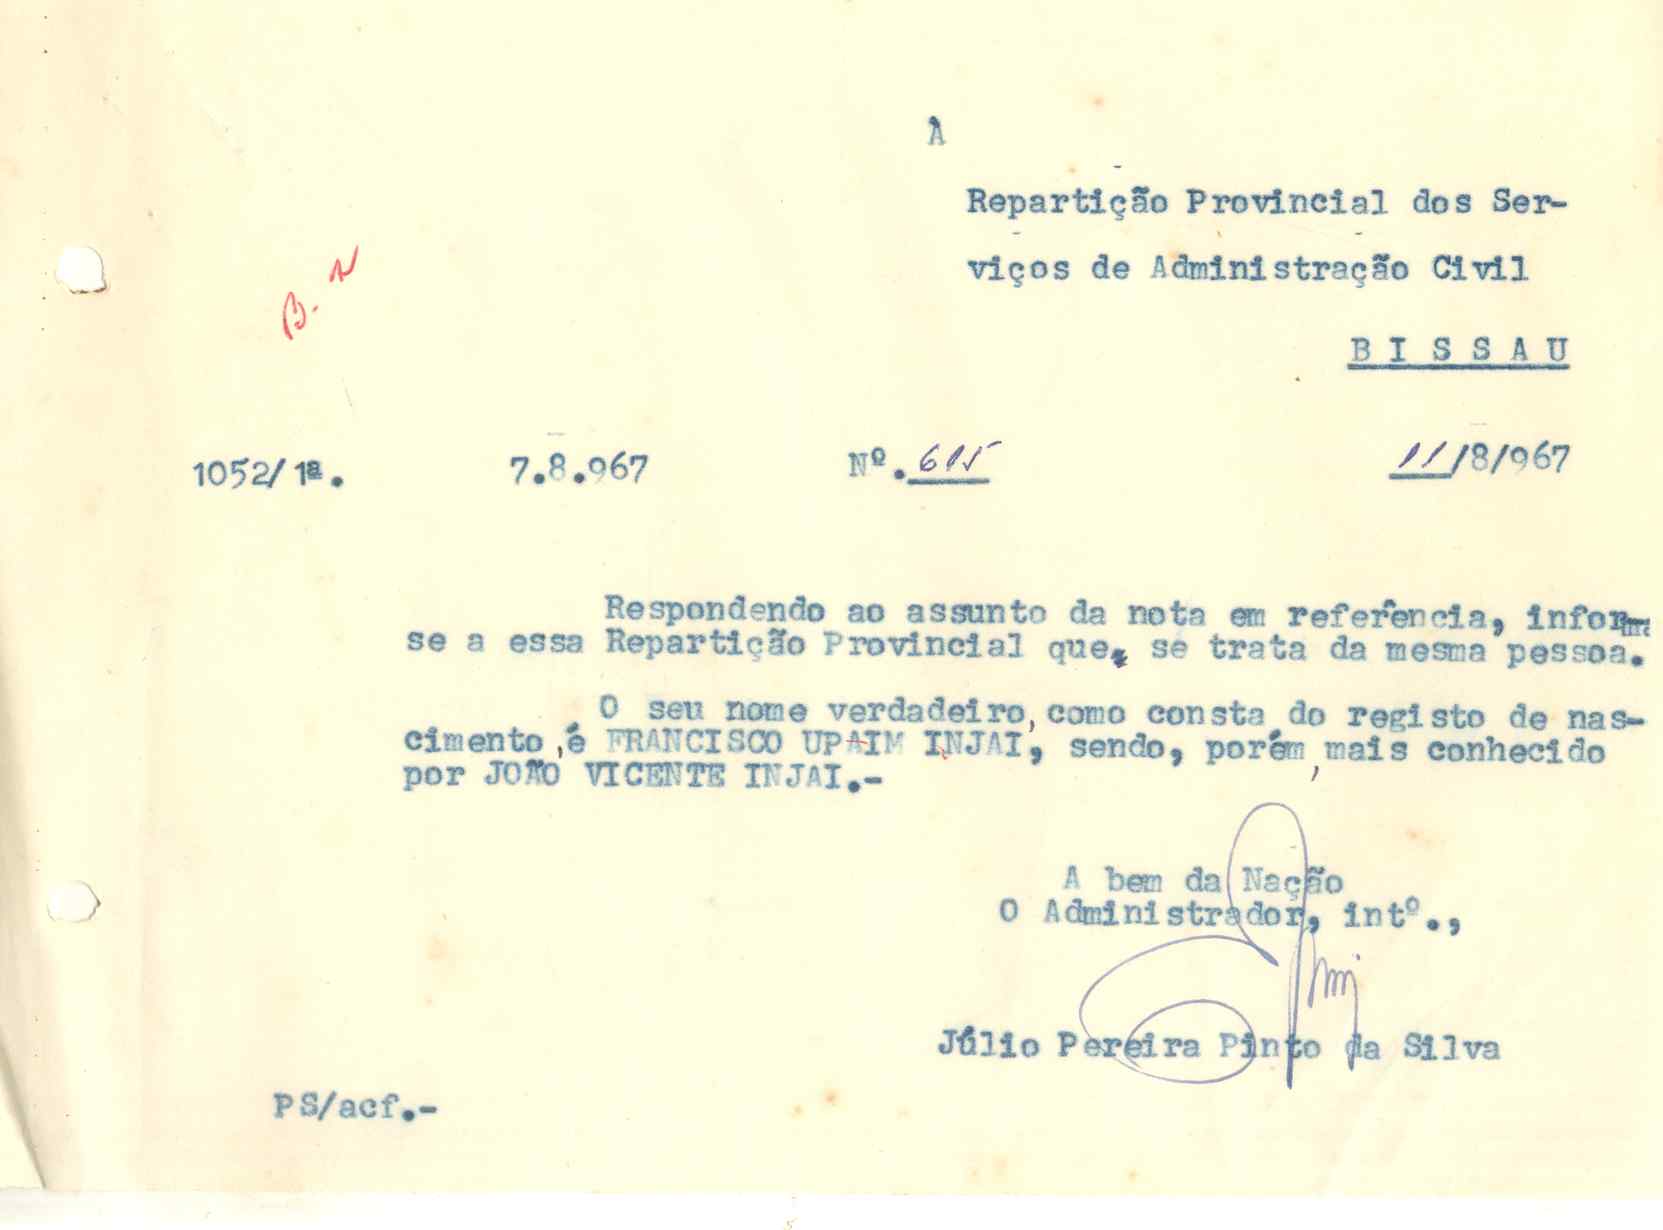 À
Repartição Provincial dos Ser-
viços de Administração Civil
B I S S A U
1052/1ª. 7.8.967 Nº. 615 11/8/967
Respondendo ao assunto da nota em referência, informa-
se a essa Repartição Provincial que, se trata da mesma pessoa.
O seu nome verdadeiro, como consta do registo de nas-
cimento, é FRANCISCO UPAIM INJAI, sendo, porém, mais conhecido
por JOÃO VICENTE INJAI.-
A bem da Nação
O Administrador, intº.,
Júlio Pereira Pinto da Silva
PS/acf.-